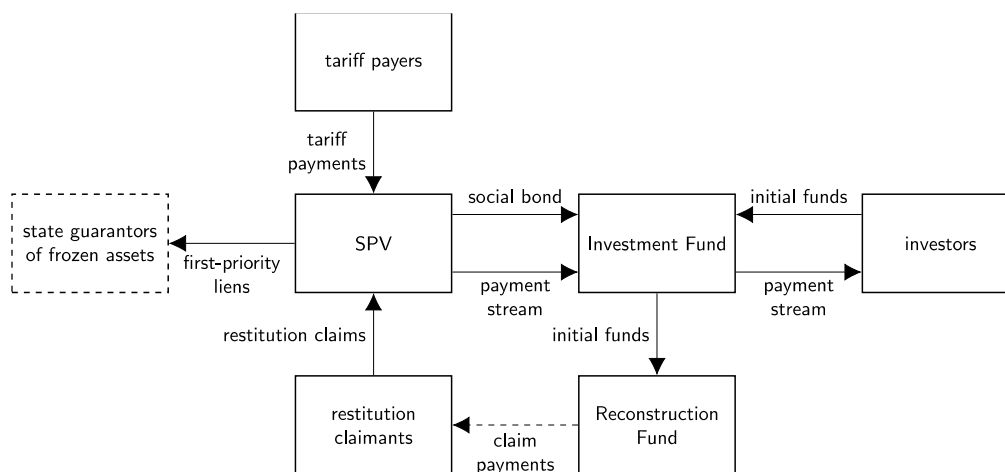 tariff payers
tariff
payments
social bond
initial funds
state guarantors
of frozen assets
SPV
Investment Fund
investors
first-priority
liens
payment
stream
payment
stream
restitution claims
initial funds
restitution
claimants
Reconstruction
Fund
claim
payments